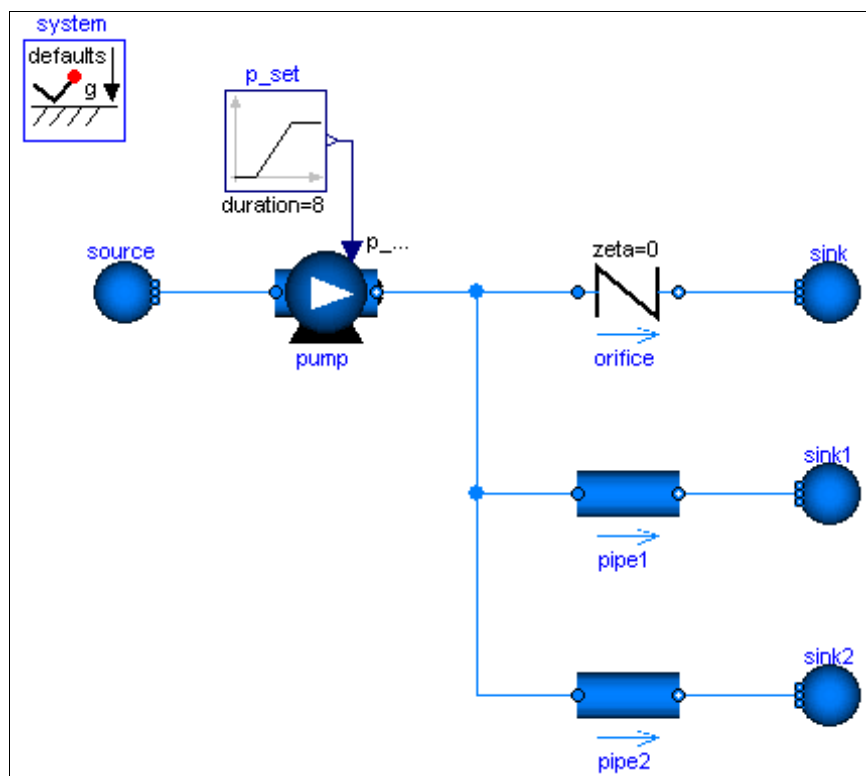 system
defaults
g
p_set
duration=8
source
p_...
pump
zeta=0
orifice
sink
sink1
pipe1
sink2
pipe2